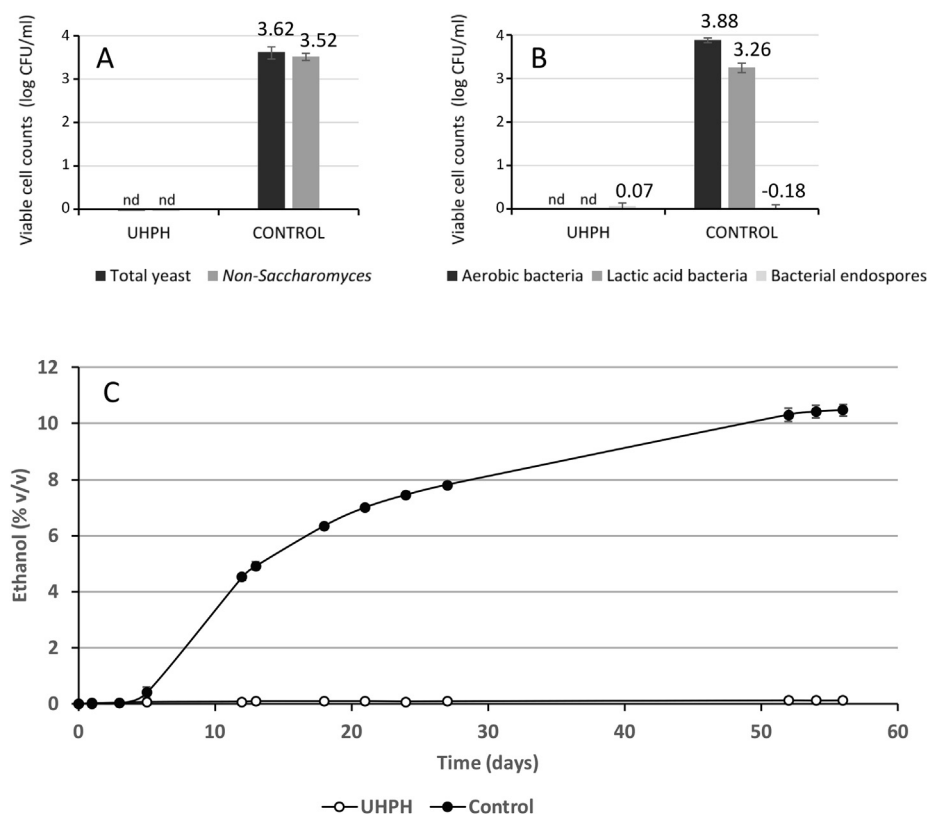 A
Viable cell counts (log CFU/ml)
4
3
2
1
0
nd nd
3.62 3.52
UHPH CONTROL
Total yeast Non-Saccharomyces
B
Viable cell counts (log CFU/ml)
4
3
2
1
0
nd nd 0.07
3.88
3.26
-0.18
UHPH CONTROL
Aerobic bacteria Lactic acid bacteria Bacterial endospores
C
Ethanol (% v/v)
12
10
8
6
4
2
0
0 10 20 30 40 50 60
Time (days)
UHPH Control